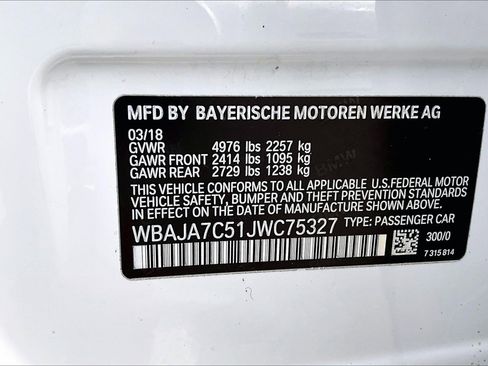 MFD BY BAYERISCHE MOTOREN WERKE AG
03/18
GVWR 4976 lbs 2257 kg
GAWR FRONT 2414 lbs 1095 kg
GAWR REAR 2729 lbs 1238 kg
THIS VEHICLE CONFORMS TO ALL APPLICABLE U.S.FEDERAL MOTOR
VEHICLE SAFETY, BUMPER AND THEFT PREVENTION STANDARDS
IN EFFECT ON THE DATE OF MANUFACTURE SHOWN ABOVE.
WBAJA7C51JWC75327 TYPE: PASSENGER CAR
300/0
7 315 814